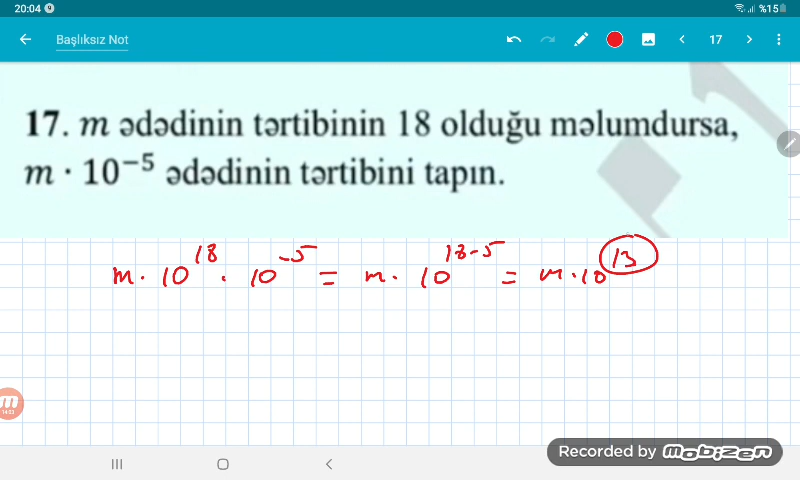 20:04 %15
Başlıksız Not 17
17. m ədədinin tərtibinin 18 olduğu məlumdursa,
m · 10⁻⁵ ədədinin tərtibini tapın.
m · 10¹⁸ · 10⁻⁵ = m · 10¹⁸⁻⁵ = m · 10¹³
Recorded by mobizen